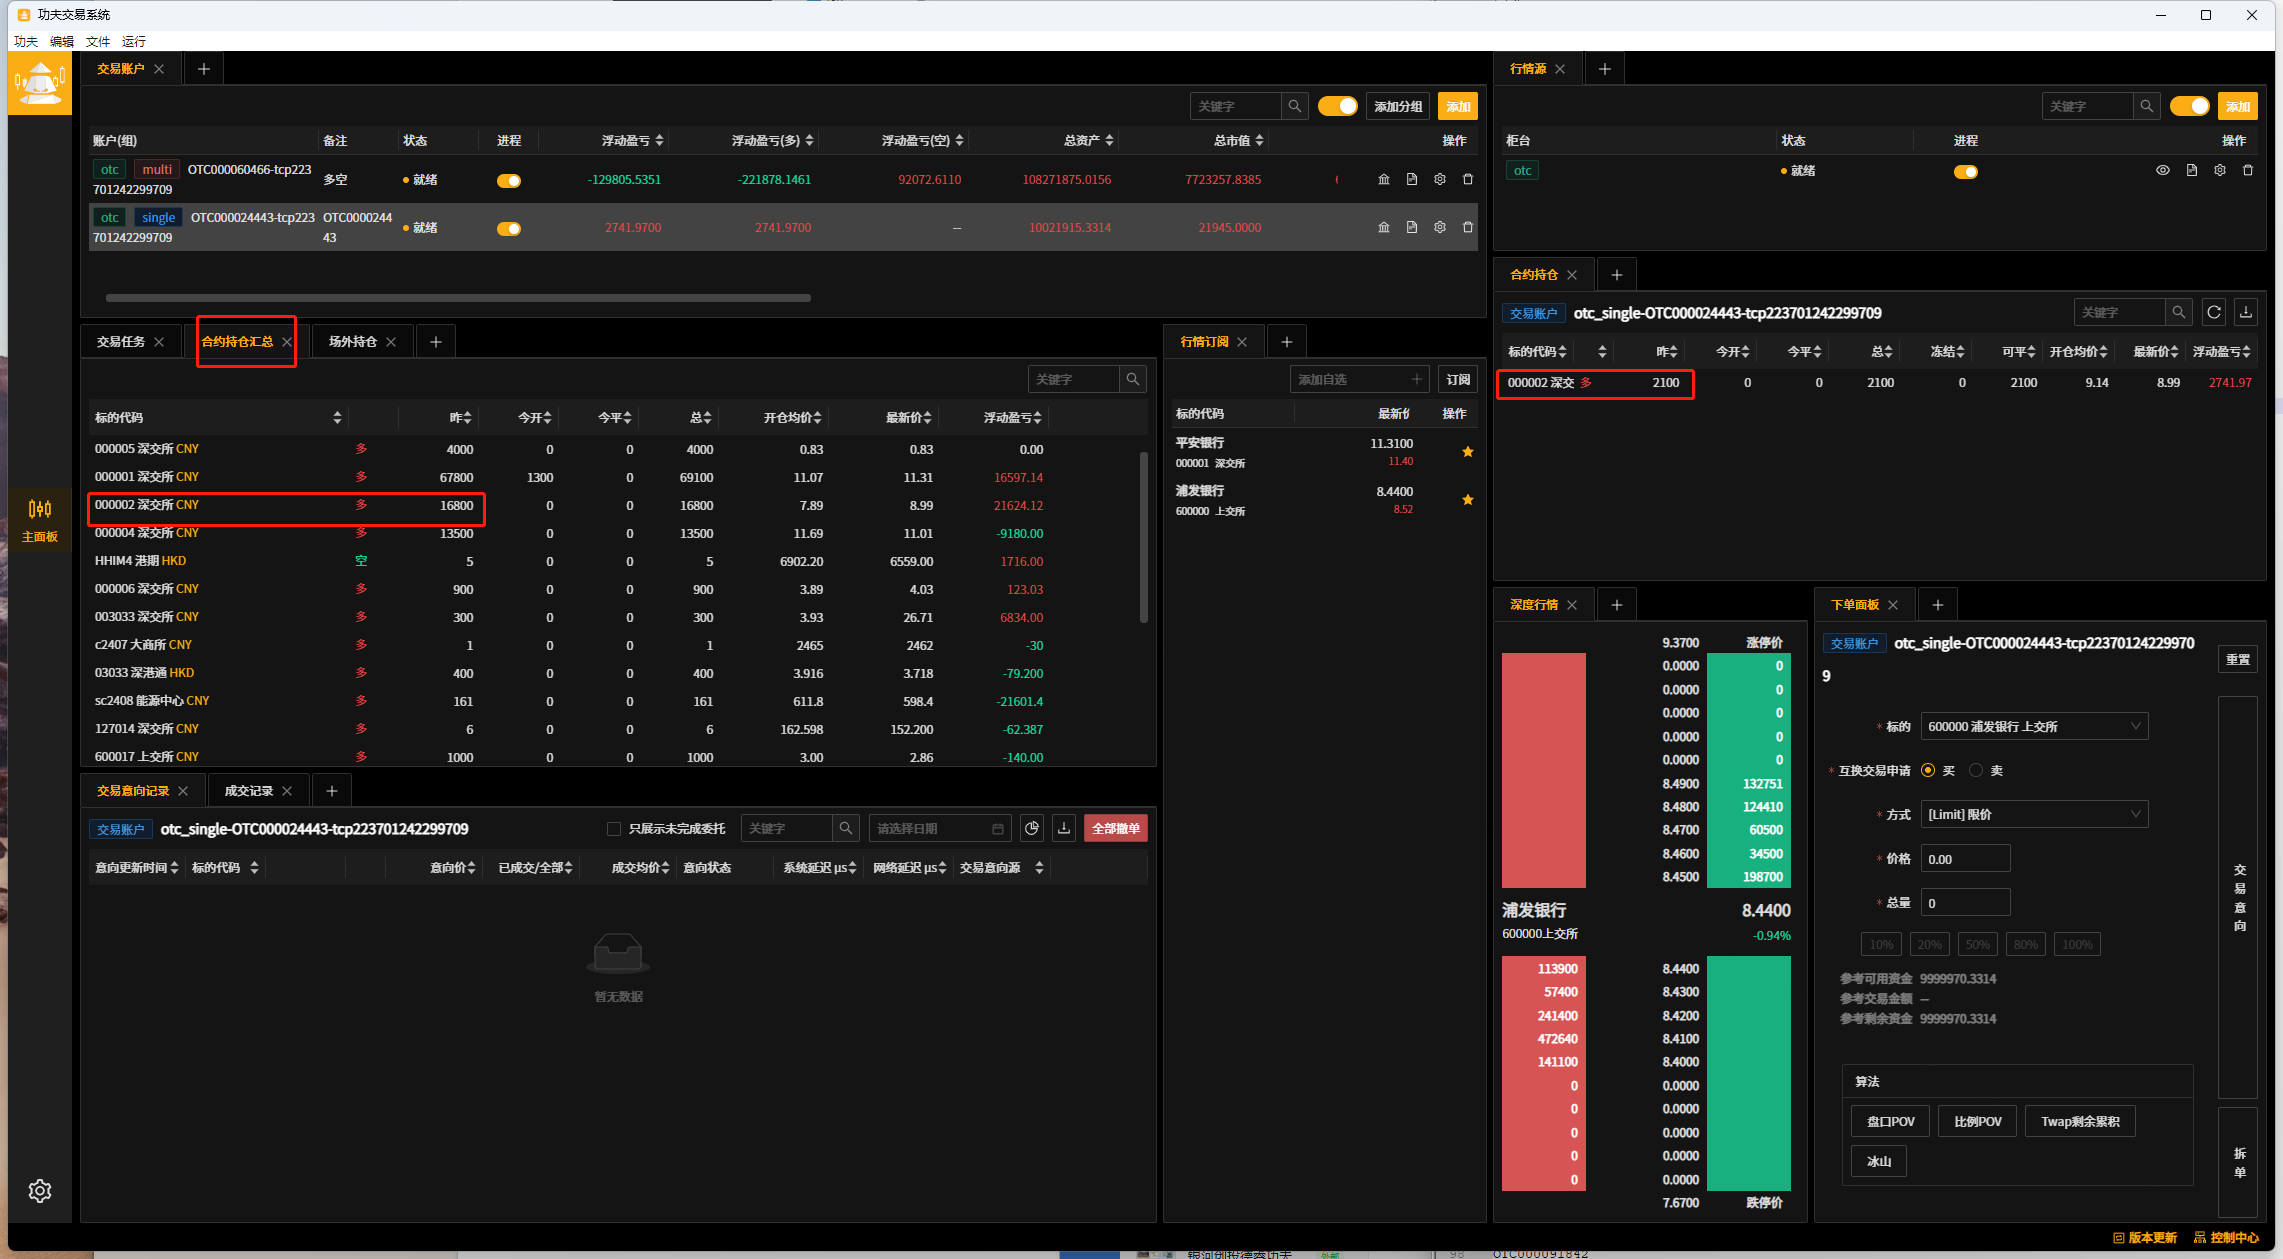 功夫交易系统
功夫 编辑 文件 运行
交易账户
关键字 添加分组 添加
账户(组) 备注 状态 进程 浮动盈亏 浮动盈亏(多) 浮动盈亏(空) 总资产 总市值 操作
otc multi OTC000060466-tcp223701242299709 多空 就绪 -129805.5351 -221878.1461 92072.6110 108271875.0156 7723257.8385
otc single OTC000024443-tcp223701242299709 OTC000024443 就绪 2741.9700 2741.9700 -- 10021915.3314 21945.0000
主面板
交易任务 合约持仓汇总 场外持仓
关键字
标的代码 昨 今开 今平 总 开仓均价 最新价 浮动盈亏
000005 深交所 CNY 多 4000 0 0 4000 0.83 0.83 0.00
000001 深交所 CNY 多 67800 1300 0 69100 11.07 11.31 16597.14
000002 深交所 CNY 多 16800 0 0 16800 7.89 8.99 21624.12
000004 深交所 CNY 多 13500 0 0 13500 11.69 11.01 -9180.00
HHIM4 港期 HKD 空 5 0 0 5 6902.20 6559.00 1716.00
000006 深交所 CNY 多 900 0 0 900 3.89 4.03 123.03
003033 深交所 CNY 多 300 0 0 300 3.93 26.71 6834.00
c2407 大商所 CNY 多 1 0 0 1 2465 2462 -30
03033 深港通 HKD 多 400 0 0 400 3.916 3.718 -79.200
sc2408 能源中心 CNY 多 161 0 0 161 611.8 598.4 -21601.4
127014 深交所 CNY 多 6 0 0 6 162.598 152.200 -62.387
600017 上交所 CNY 多 1000 0 0 1000 3.00 2.86 -140.00
交易意向记录 成交记录
交易账户 otc_single-OTC000024443-tcp223701242299709 只展示未完成委托 关键字 请选择日期 全部撤单
意向更新时间 标的代码 意向价 已成交/全部 成交均价 意向状态 系统延迟 μs 网络延迟 μs 交易意向源
暂无数据
行情订阅
添加自选 订阅
标的代码 最新价 操作
平安银行 11.3100
000001 深交所 11.40
浦发银行 8.4400
600000 上交所 8.52
行情源
关键字 添加
柜台 状态 进程 操作
otc 就绪
合约持仓
交易账户 otc_single-OTC000024443-tcp223701242299709 关键字
标的代码 昨 今开 今平 总 冻结 可平 开仓均价 最新价 浮动盈亏
000002 深交 多 2100 0 0 2100 0 2100 9.14 8.99 2741.97
深度行情
9.3700 涨停价
0.0000 0
0.0000 0
0.0000 0
0.0000 0
0.0000 0
8.4900 132751
8.4800 124410
8.4700 60500
8.4600 34500
8.4500 198700
浦发银行 8.4400
600000上交所 -0.94%
113900 8.4400
57400 8.4300
241400 8.4200
472640 8.4100
141100 8.4000
0 0.0000
0 0.0000
0 0.0000
0 0.0000
0 0.0000
7.6700 跌停价
下单面板
交易账户 otc_single-OTC000024443-tcp22370124229970
9
重置
* 标的 600000 浦发银行 上交所
* 互换交易申请 买 卖
* 方式 [Limit] 限价
* 价格 0.00
* 总量 0
10% 20% 50% 80% 100%
参考可用资金 9999970.3314
参考交易金额 --
参考剩余资金 9999970.3314
算法
盘口POV 比例POV Twap剩余累积
冰山
交易意向
拆单
版本更新 控制中心